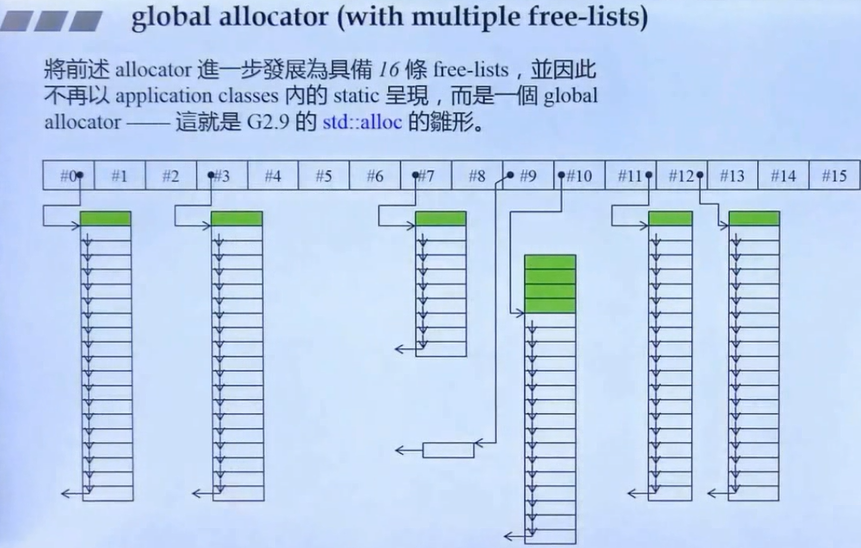 global allocator (with multiple free-lists)
將前述 allocator 進一步發展為具備 16 條 free-lists，並因此
不再以 application classes 內的 static 呈現，而是一個 global
allocator —— 這就是 G2.9 的 std::alloc 的雛形。
#0 #1 #2 #3 #4 #5 #6 #7 #8 #9 #10 #11 #12 #13 #14 #15